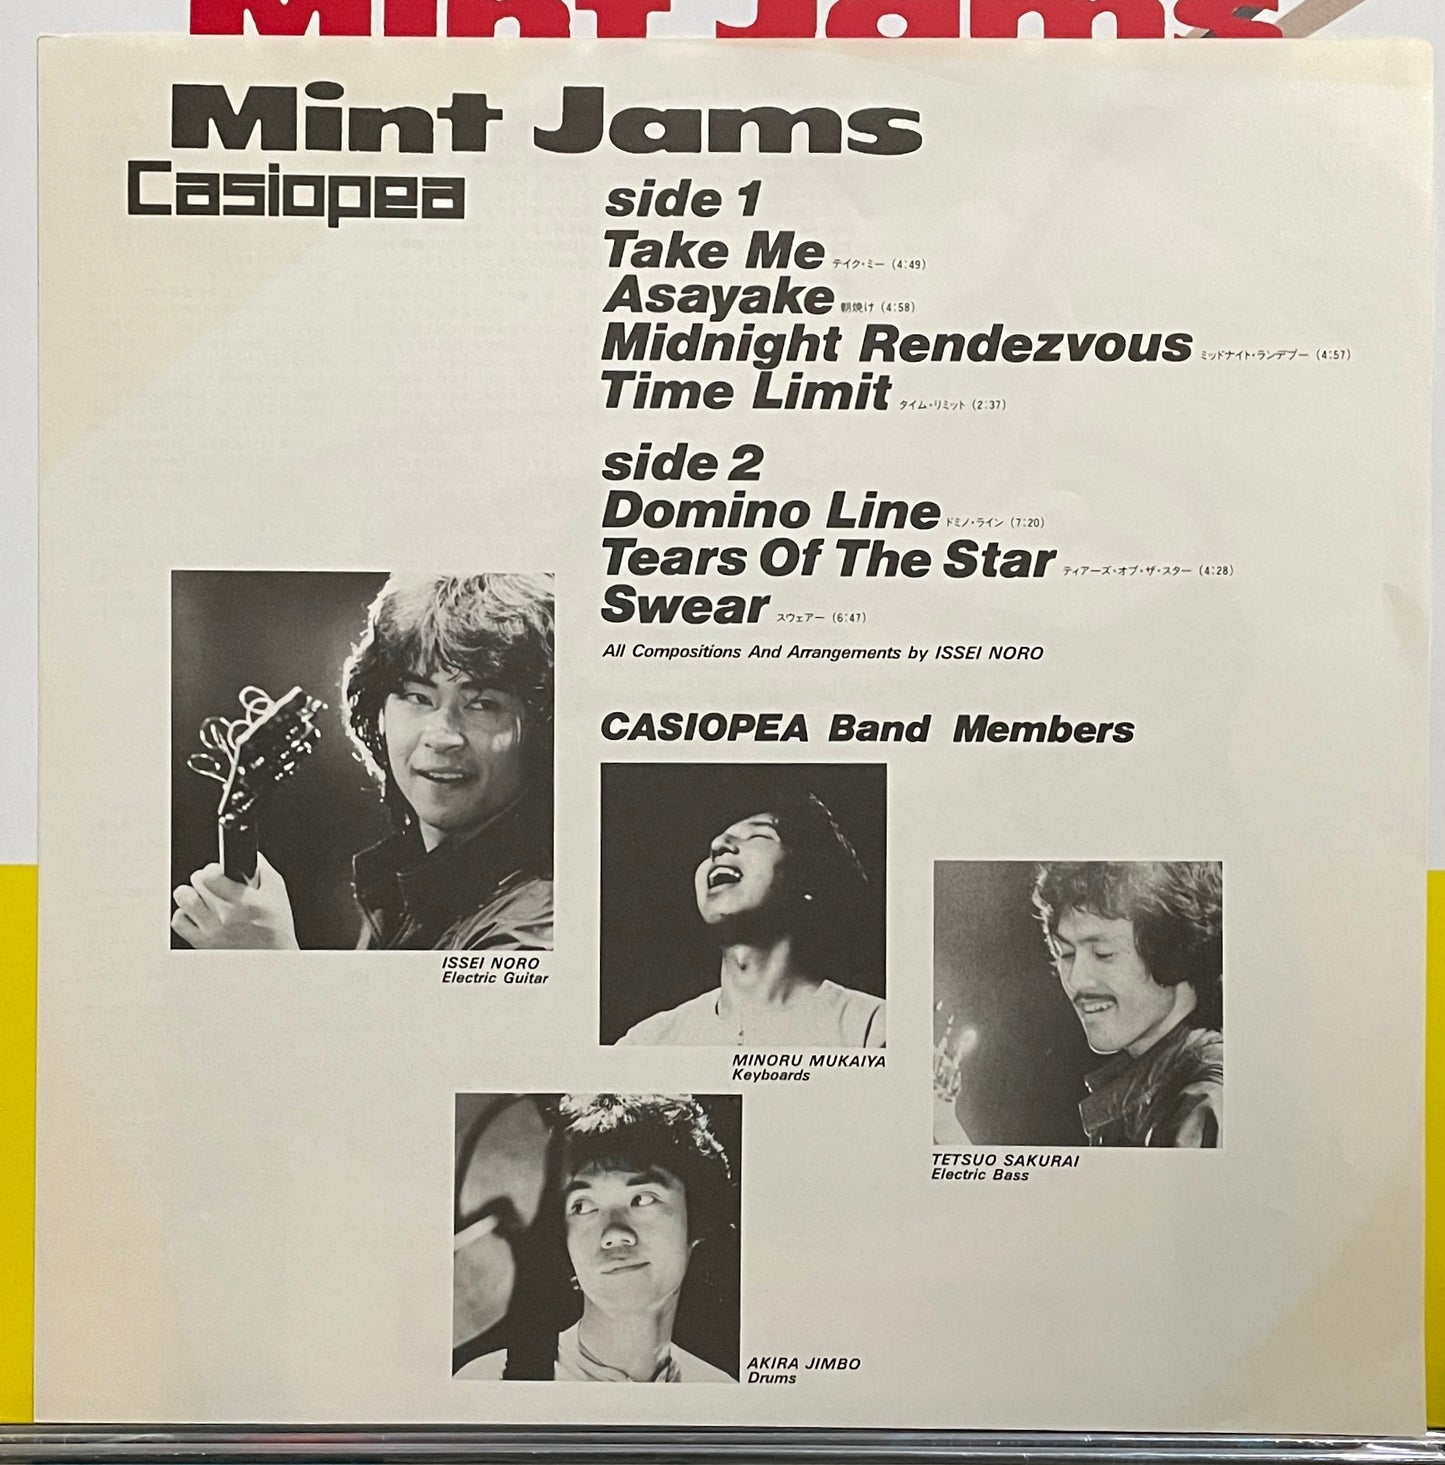 Mint Jams
Mint Jams
Casiopea
side 1
Take Me テイク・ミー (4:49)
Asayake 朝焼け (4:58)
Midnight Rendezvous ミッドナイト・ランデブー (4:57)
Time Limit タイム・リミット (2:37)
side 2
Domino Line ドミノ・ライン (7:20)
Tears Of The Star ティアーズ・オブ・ザ・スター (4:28)
Swear スウェアー (6:47)
All Compositions And Arrangements by ISSEI NORO
CASIOPEA Band Members
ISSEI NORO
Electric Guitar
MINORU MUKAIYA
Keyboards
TETSUO SAKURAI
Electric Bass
AKIRA JIMBO
Drums